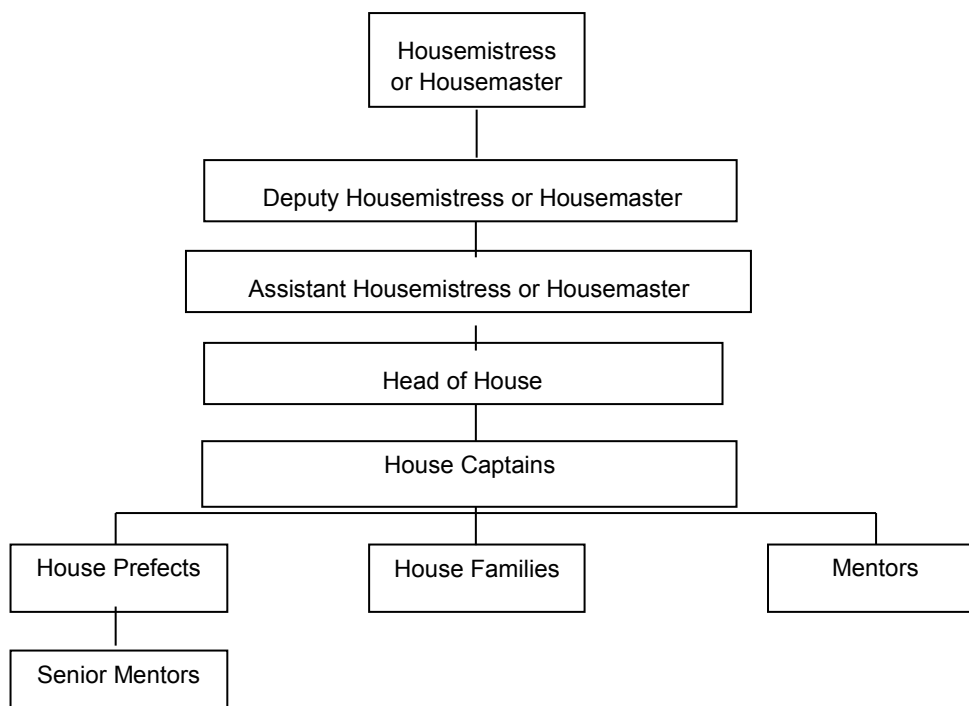 Housemistress
or Housemaster
Deputy Housemistress or Housemaster
Assistant Housemistress or Housemaster
Head of House
House Captains
House Prefects
House Families
Mentors
Senior Mentors